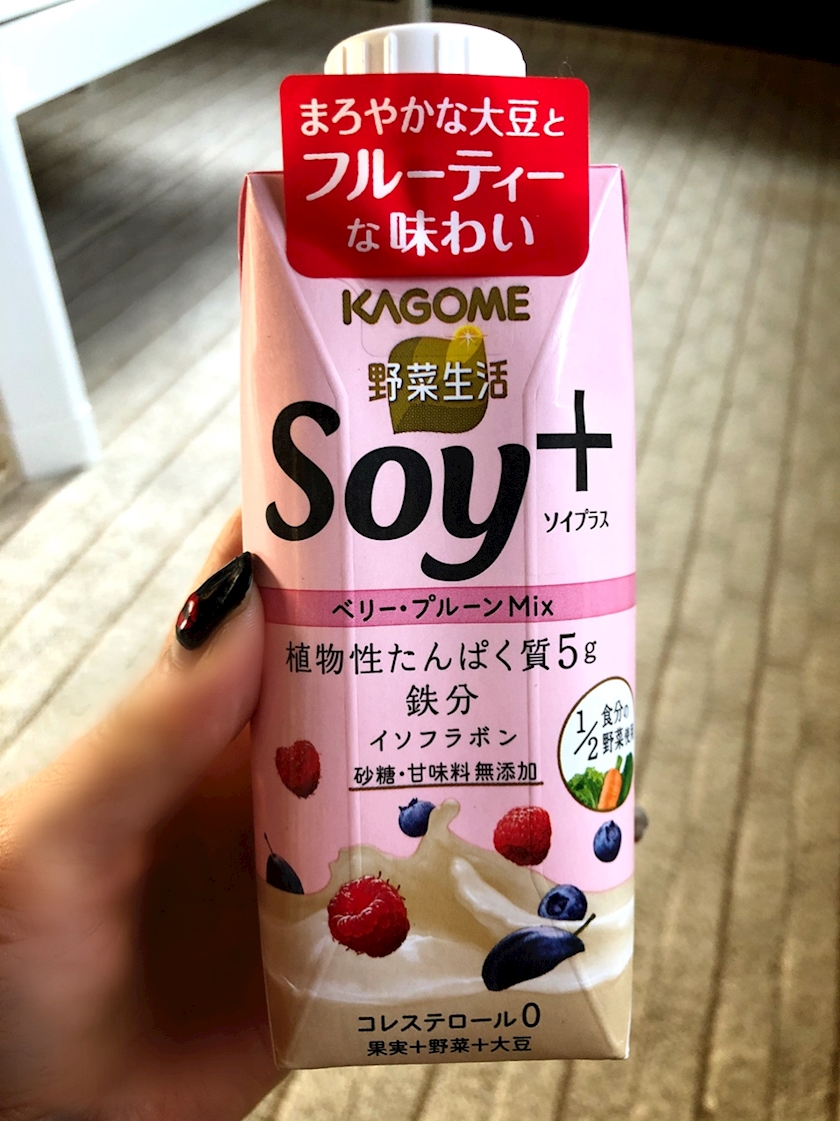 まろやかな大豆と
フルーティー
な味わい
KAGOME
野菜生活
Soy+
ソイプラス
ベリー・プルーンMix
植物性たんぱく質5g
鉄分
イソフラボン
砂糖・甘味料無添加
1/2
食分の
野菜使用
コレステロール0
果実+野菜+大豆